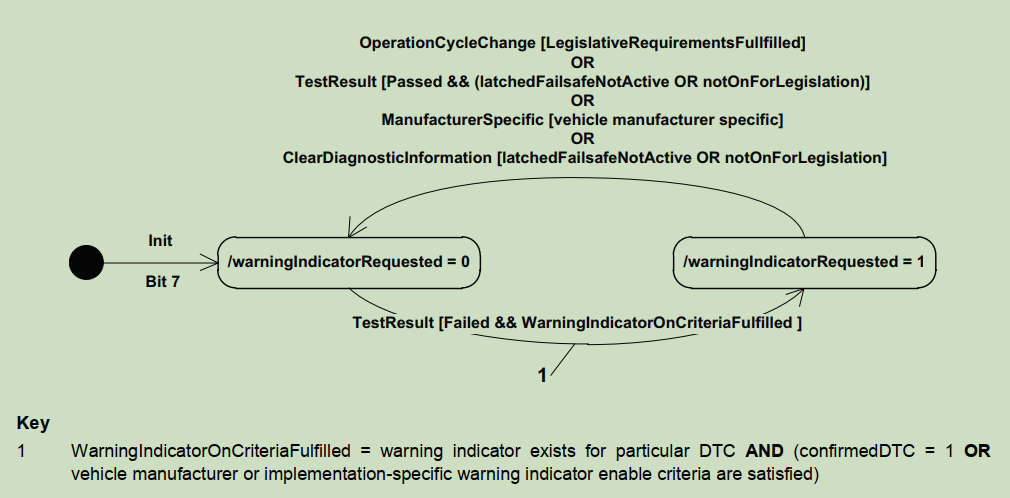 OperationCycleChange [LegislativeRequirementsFullfilled]
OR
TestResult [Passed && (latchedFailsafeNotActive OR notOnForLegislation)]
OR
ManufacturerSpecific [vehicle manufacturer specific]
OR
ClearDiagnosticInformation [latchedFailsafeNotActive OR notOnForLegislation]
Init
Bit 7
/warningIndicatorRequested = 0
/warningIndicatorRequested = 1
TestResult [Failed && WarningIndicatorOnCriteriaFulfilled ]
1
Key
1 WarningIndicatorOnCriteriaFulfilled = warning indicator exists for particular DTC AND (confirmedDTC = 1 OR
vehicle manufacturer or implementation-specific warning indicator enable criteria are satisfied)